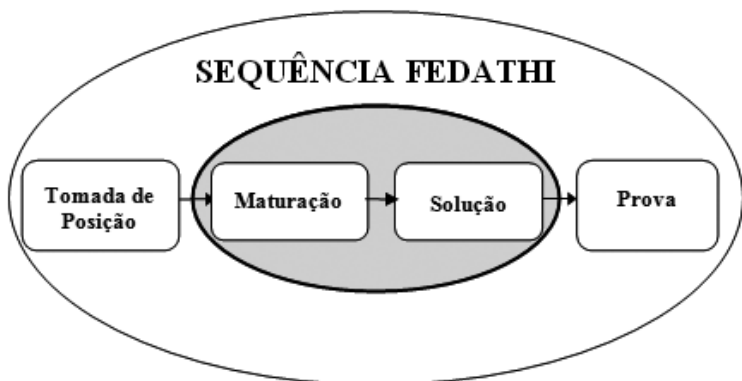 SEQUÊNCIA FEDATHI
Tomada de
Posição
Maturação
Solução
Prova